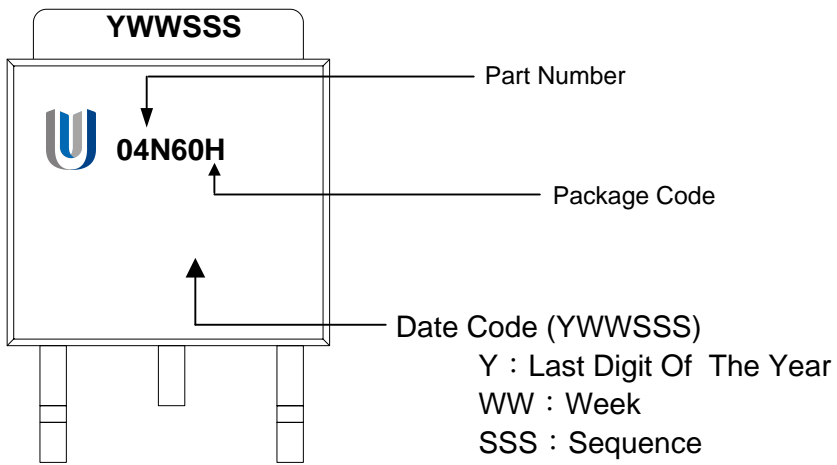 YWWSSS
Part Number
04N60H
Package Code
Date Code (YWWSSS)
Y：Last Digit Of The Year
WW：Week
SSS：Sequence